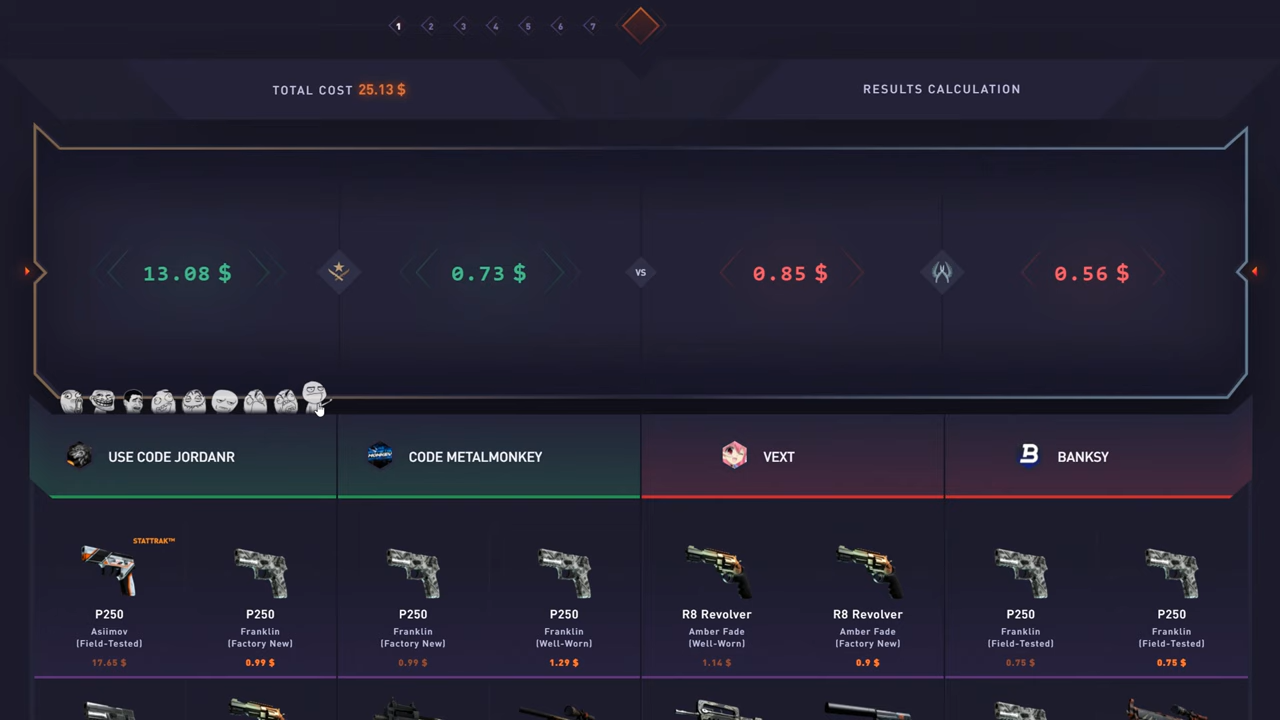 1 2 3 4 5 6 7
TOTAL COST 25.13 $
RESULTS CALCULATION
13.08 $
0.73 $
VS
0.85 $
0.56 $
USE CODE JORDANR
MONKEY
CODE METALMONKEY
VEXT
B
BANKSY
STATTRAK™
P250
Asiimov
(Field-Tested)
17.65 $
P250
Franklin
(Factory New)
0.99 $
P250
Franklin
(Factory New)
0.99 $
P250
Franklin
(Well-Worn)
1.29 $
R8 Revolver
Amber Fade
(Well-Worn)
1.14 $
R8 Revolver
Amber Fade
(Factory New)
0.9 $
P250
Franklin
(Field-Tested)
0.75 $
P250
Franklin
(Field-Tested)
0.75 $